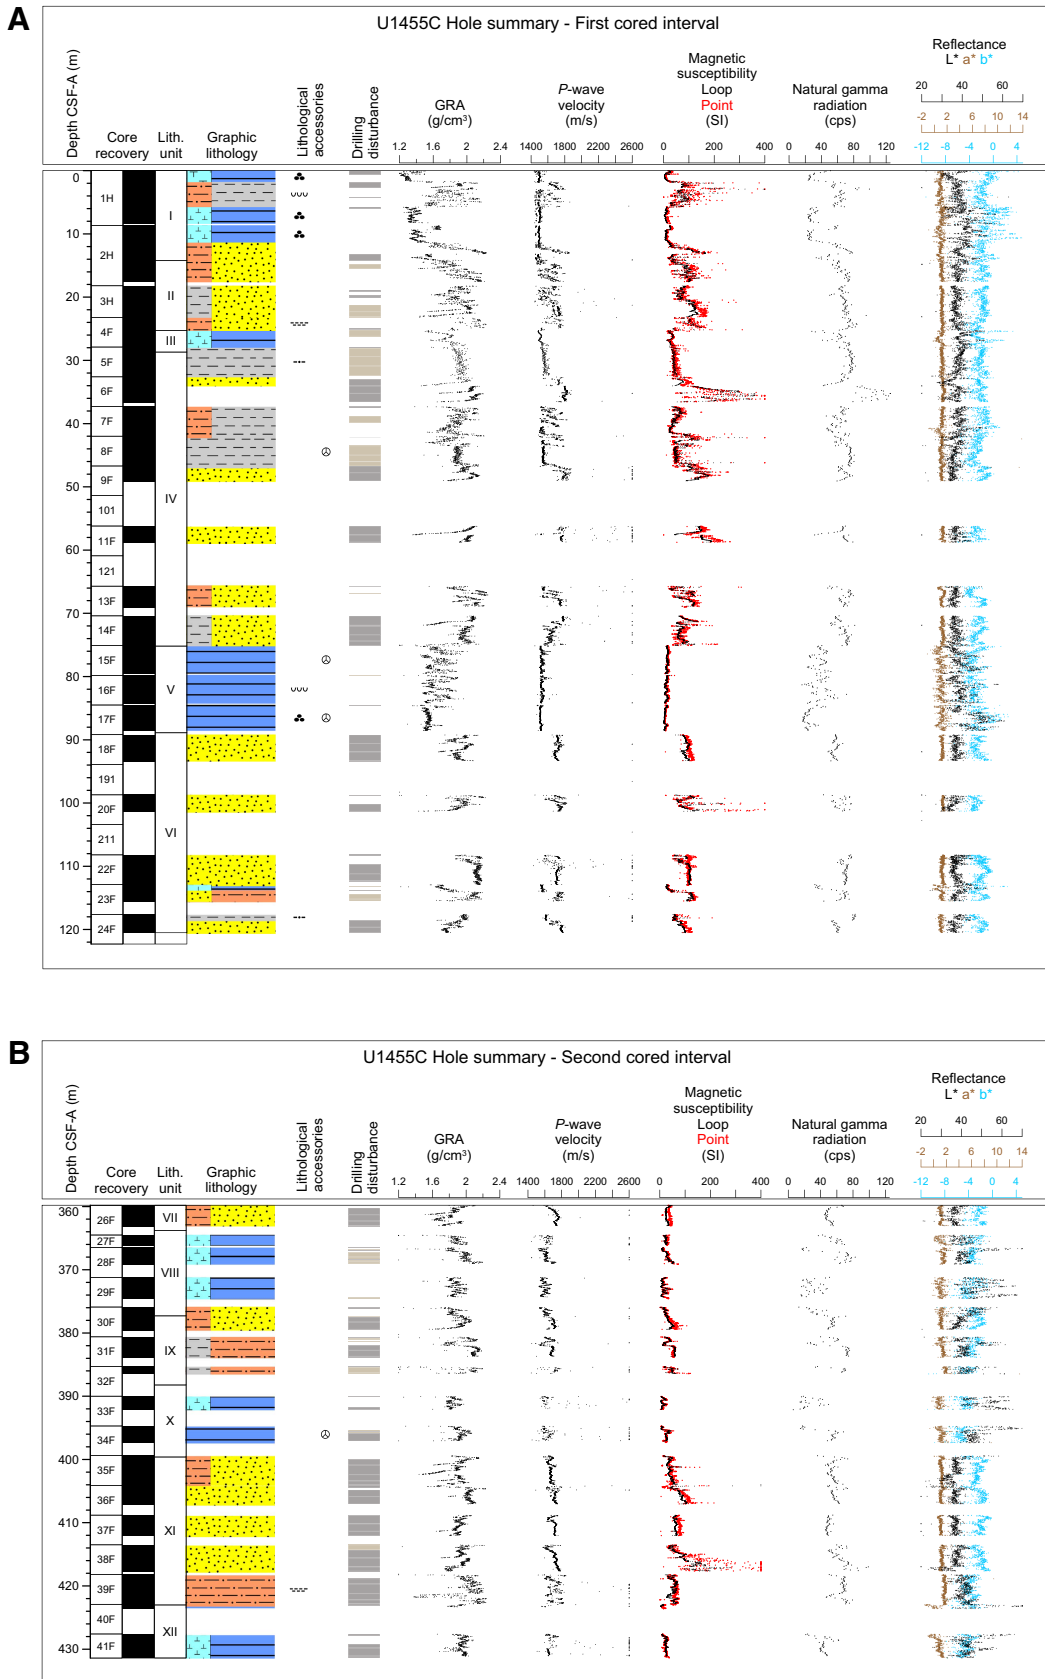 A
U1455C Hole summary - First cored interval
Depth CSF-A (m)
Core recovery
Lith. unit
Graphic lithology
Lithological accessories
Drilling disturbance
GRA (g/cm³)
P-wave velocity (m/s)
Magnetic susceptibility Loop Point (SI)
Natural gamma radiation (cps)
Reflectance L* a* b*
20 40 60
-2 2 6 10 14
-12 -8 -4 0 4
1.2 1.6 2 2.4
1400 1800 2200 2600
0 200 400
0 40 80 120
0
10
20
30
40
50
60
70
80
90
100
110
120
1H
2H
3H
4F
5F
6F
7F
8F
9F
101
11F
121
13F
14F
15F
16F
17F
18F
191
20F
211
22F
23F
24F
I
II
III
IV
V
VI
B
U1455C Hole summary - Second cored interval
Depth CSF-A (m)
Core recovery
Lith. unit
Graphic lithology
Lithological accessories
Drilling disturbance
GRA (g/cm³)
P-wave velocity (m/s)
Magnetic susceptibility Loop Point (SI)
Natural gamma radiation (cps)
Reflectance L* a* b*
20 40 60
-2 2 6 10 14
-12 -8 -4 0 4
1.2 1.6 2 2.4
1400 1800 2200 2600
0 200 400
0 40 80 120
360
370
380
390
400
410
420
430
26F
27F
28F
29F
30F
31F
32F
33F
34F
35F
36F
37F
38F
39F
40F
41F
VII
VIII
IX
X
XI
XII